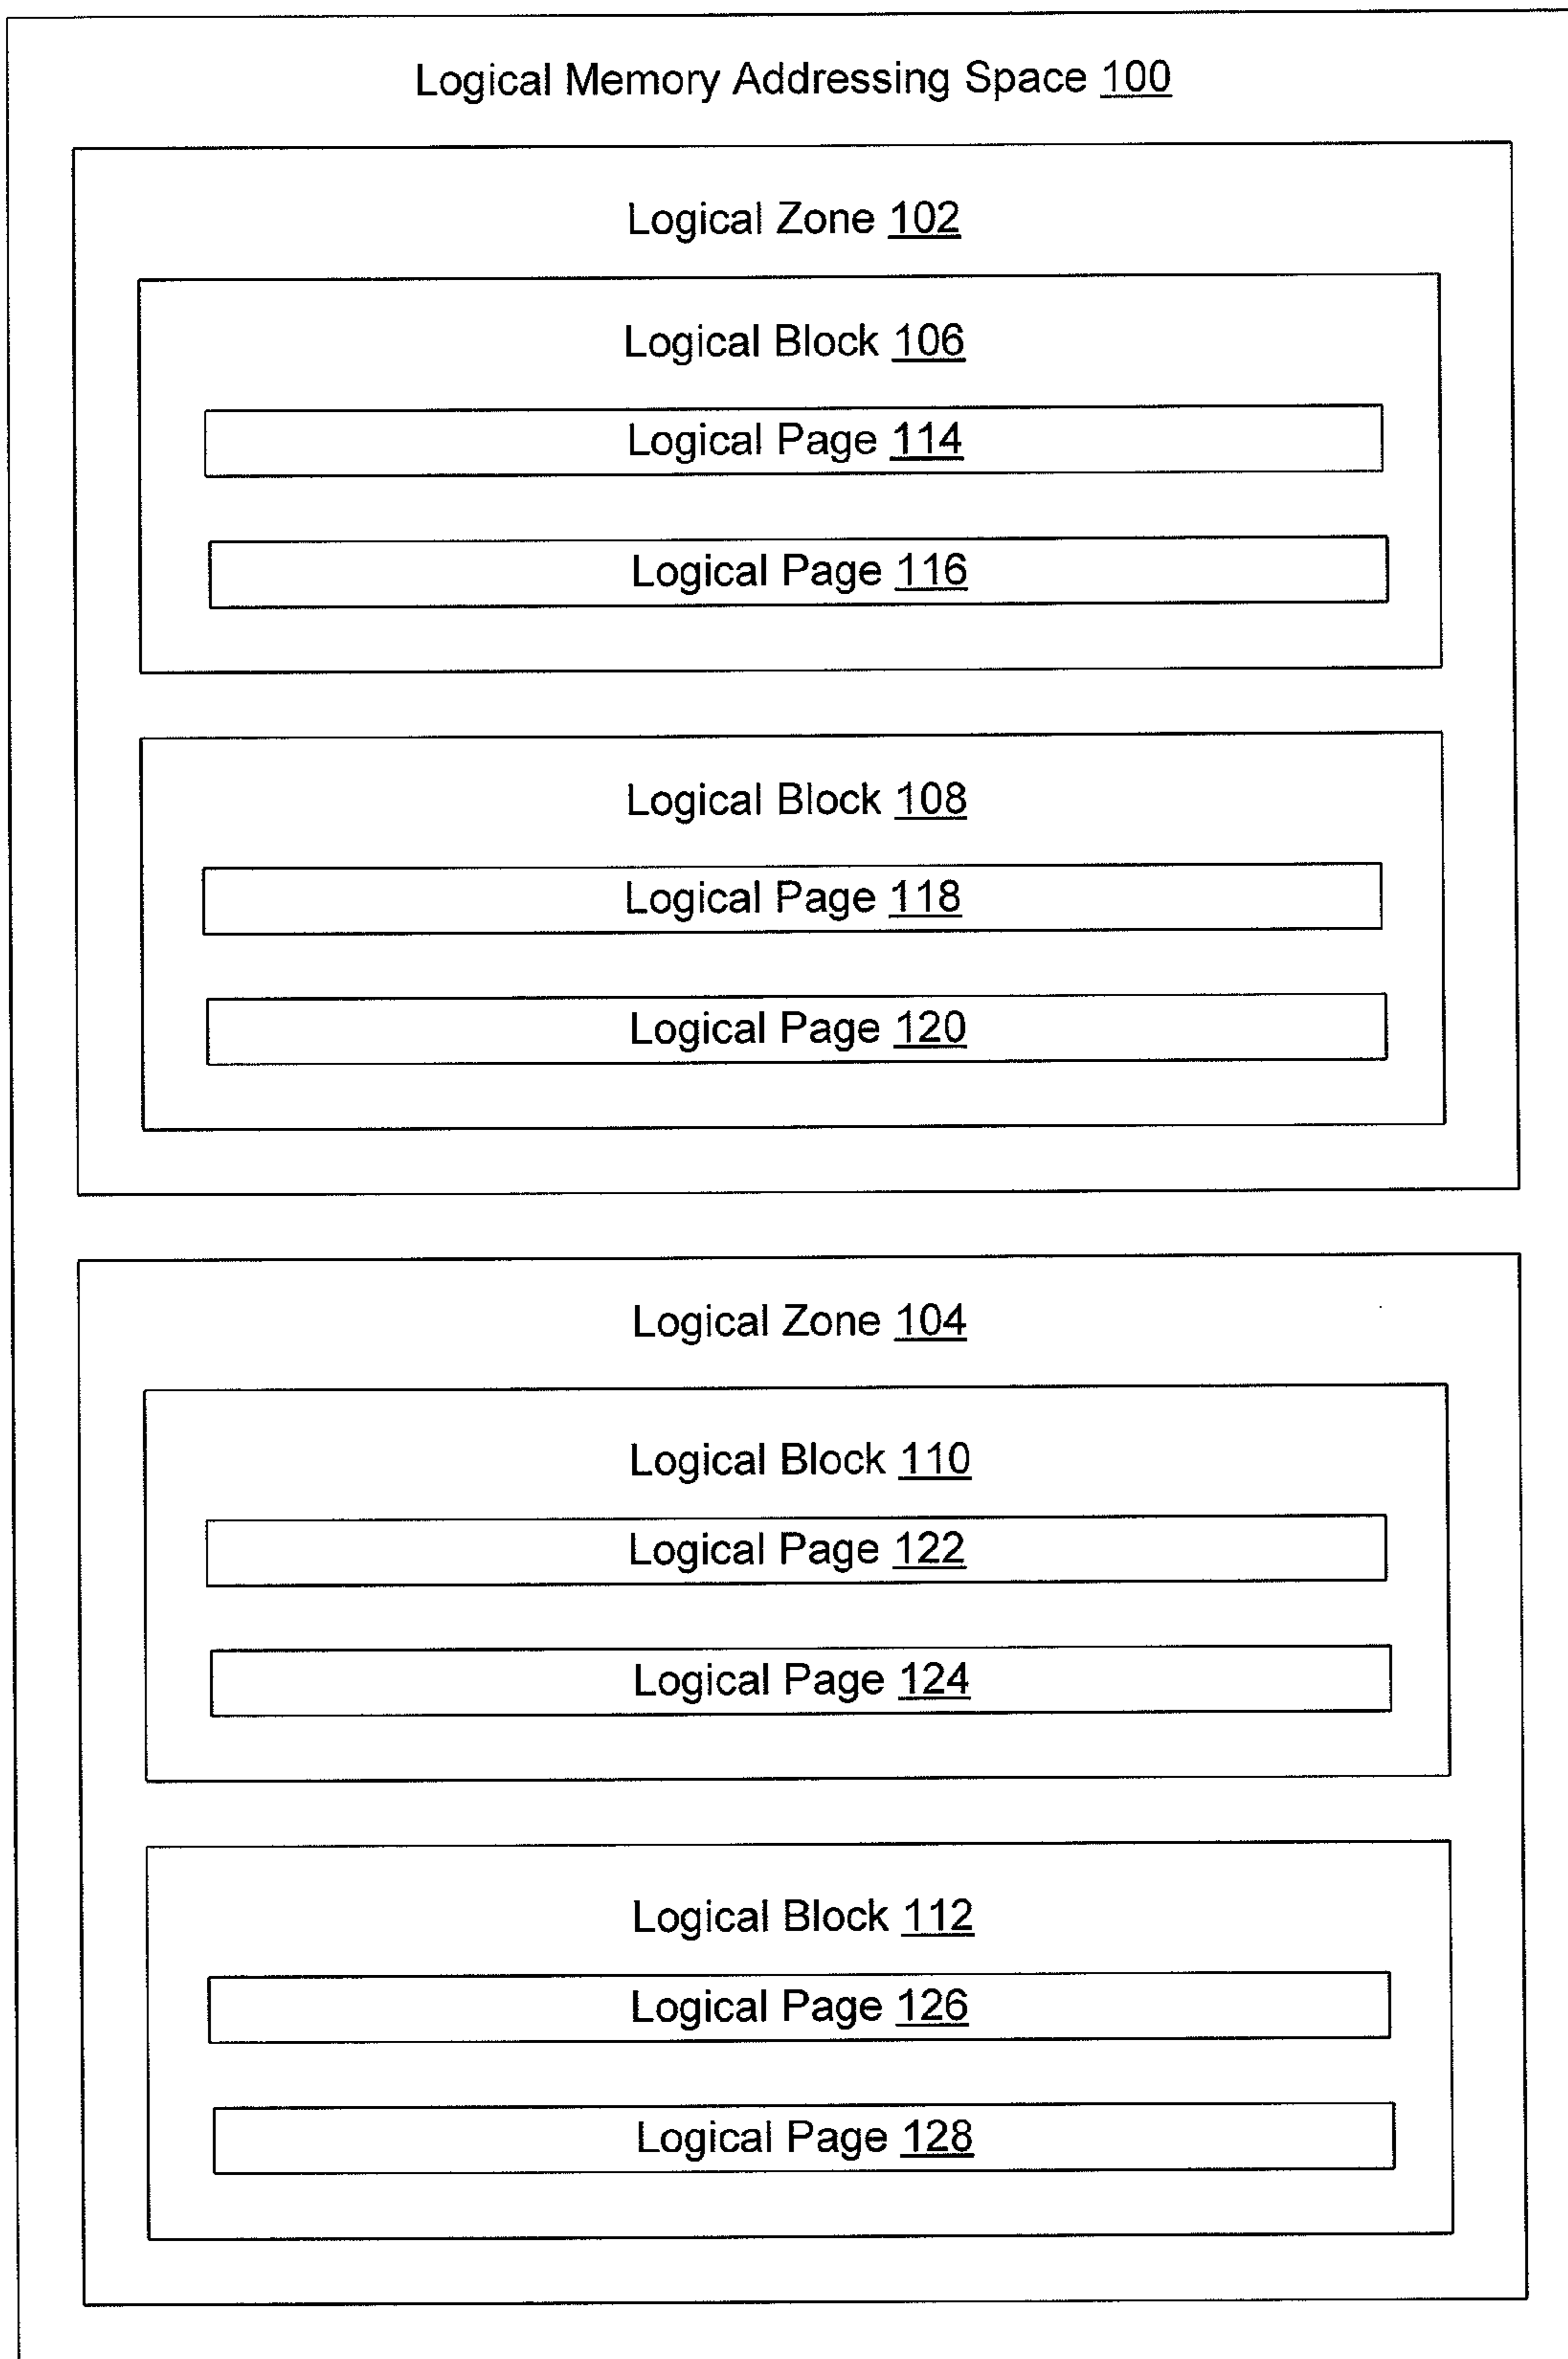 Logical Memory Addressing Space 100
Logical Zone 102
Logical Block 106
Logical Page 114
Logical Page 116
Logical Block 108
Logical Page 118
Logical Page 120
Logical Zone 104
Logical Block 110
Logical Page 122
Logical Page 124
Logical Block 112
Logical Page 126
Logical Page 128